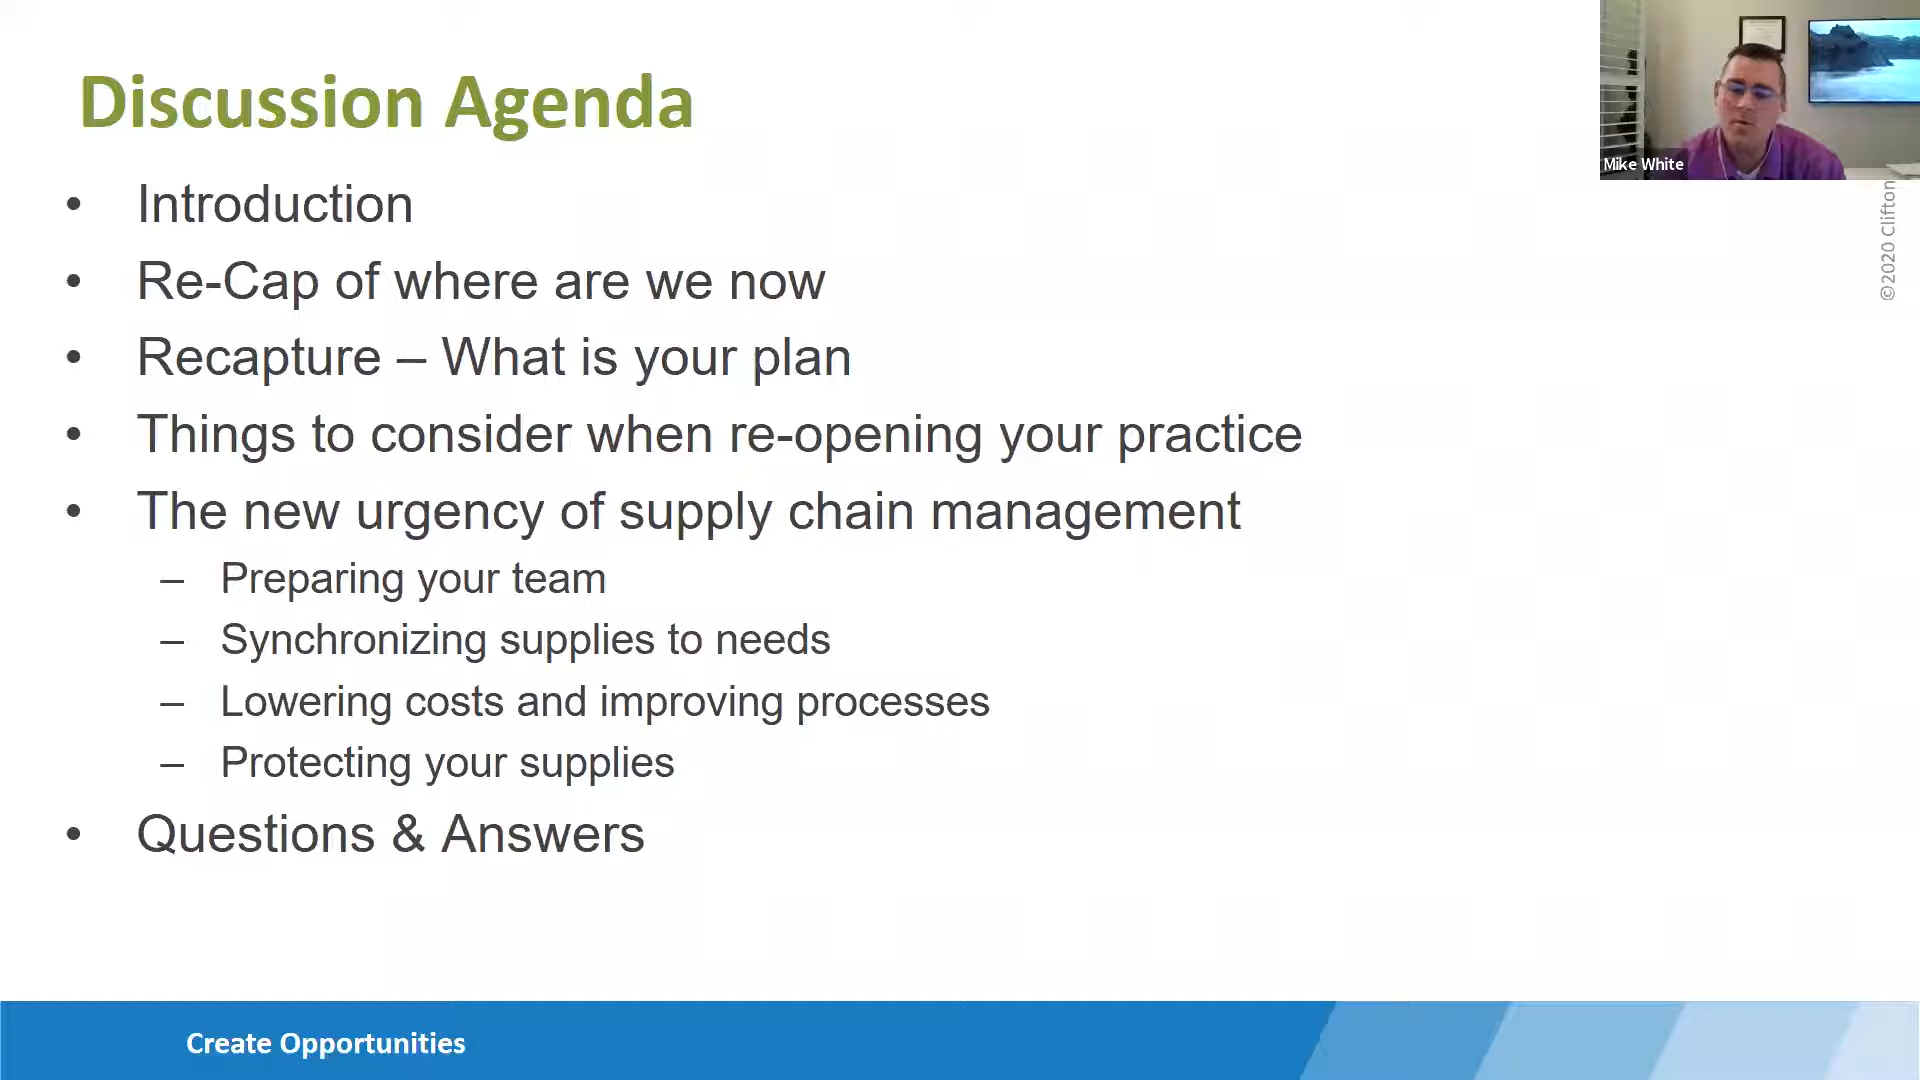 Discussion Agenda
Mike White
©2020 Clifton
• Introduction
• Re-Cap of where are we now
• Recapture – What is your plan
• Things to consider when re-opening your practice
• The new urgency of supply chain management
– Preparing your team
– Synchronizing supplies to needs
– Lowering costs and improving processes
– Protecting your supplies
• Questions & Answers
Create Opportunities